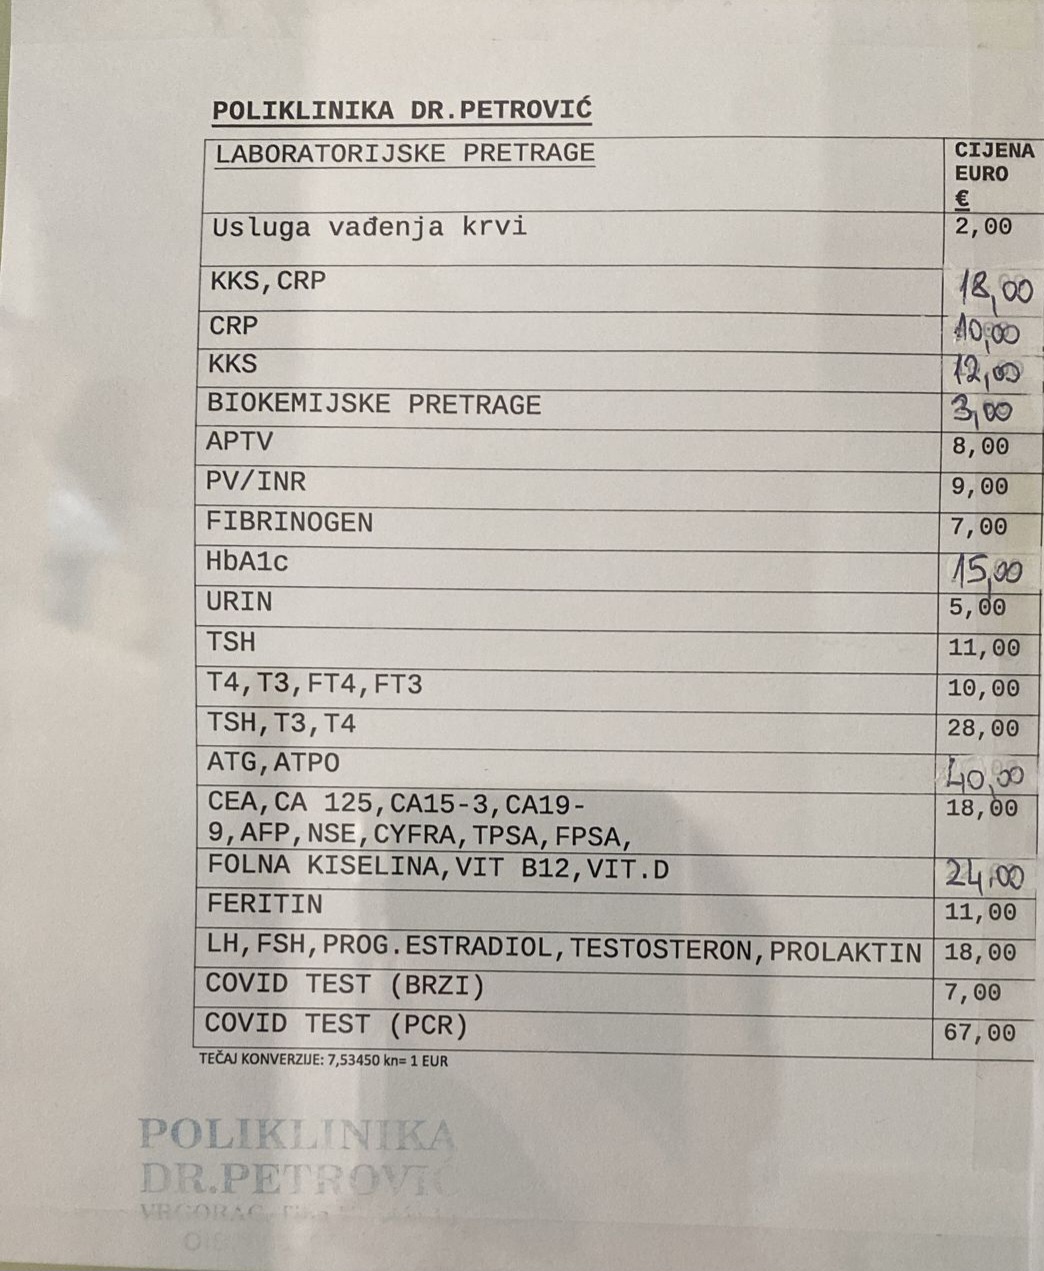 POLIKLINIKA DR.PETROVIĆ
LABORATORIJSKE PRETRAGE CIJENA
EURO
€
Usluga vađenja krvi 2,00
KKS,CRP 18,00
CRP 10,00
KKS 12,00
BIOKEMIJSKE PRETRAGE 3,00
APTV 8,00
PV/INR 9,00
FIBRINOGEN 7,00
HbA1c 15,00
URIN 5,00
TSH 11,00
T4,T3,FT4,FT3 10,00
TSH,T3,T4 28,00
ATG,ATPO 40,00
CEA,CA 125,CA15-3,CA19- 18,00
9,AFP,NSE,CYFRA,TPSA,FPSA,
FOLNA KISELINA,VIT B12,VIT.D 24,00
FERITIN 11,00
LH,FSH,PROG.ESTRADIOL,TESTOSTERON,PROLAKTIN 18,00
COVID TEST (BRZI) 7,00
COVID TEST (PCR) 67,00
TEČAJ KONVERZIJE: 7,53450 kn= 1 EUR
POLIKLINIKA
DR.PETROVIĆ
VRGORAC,